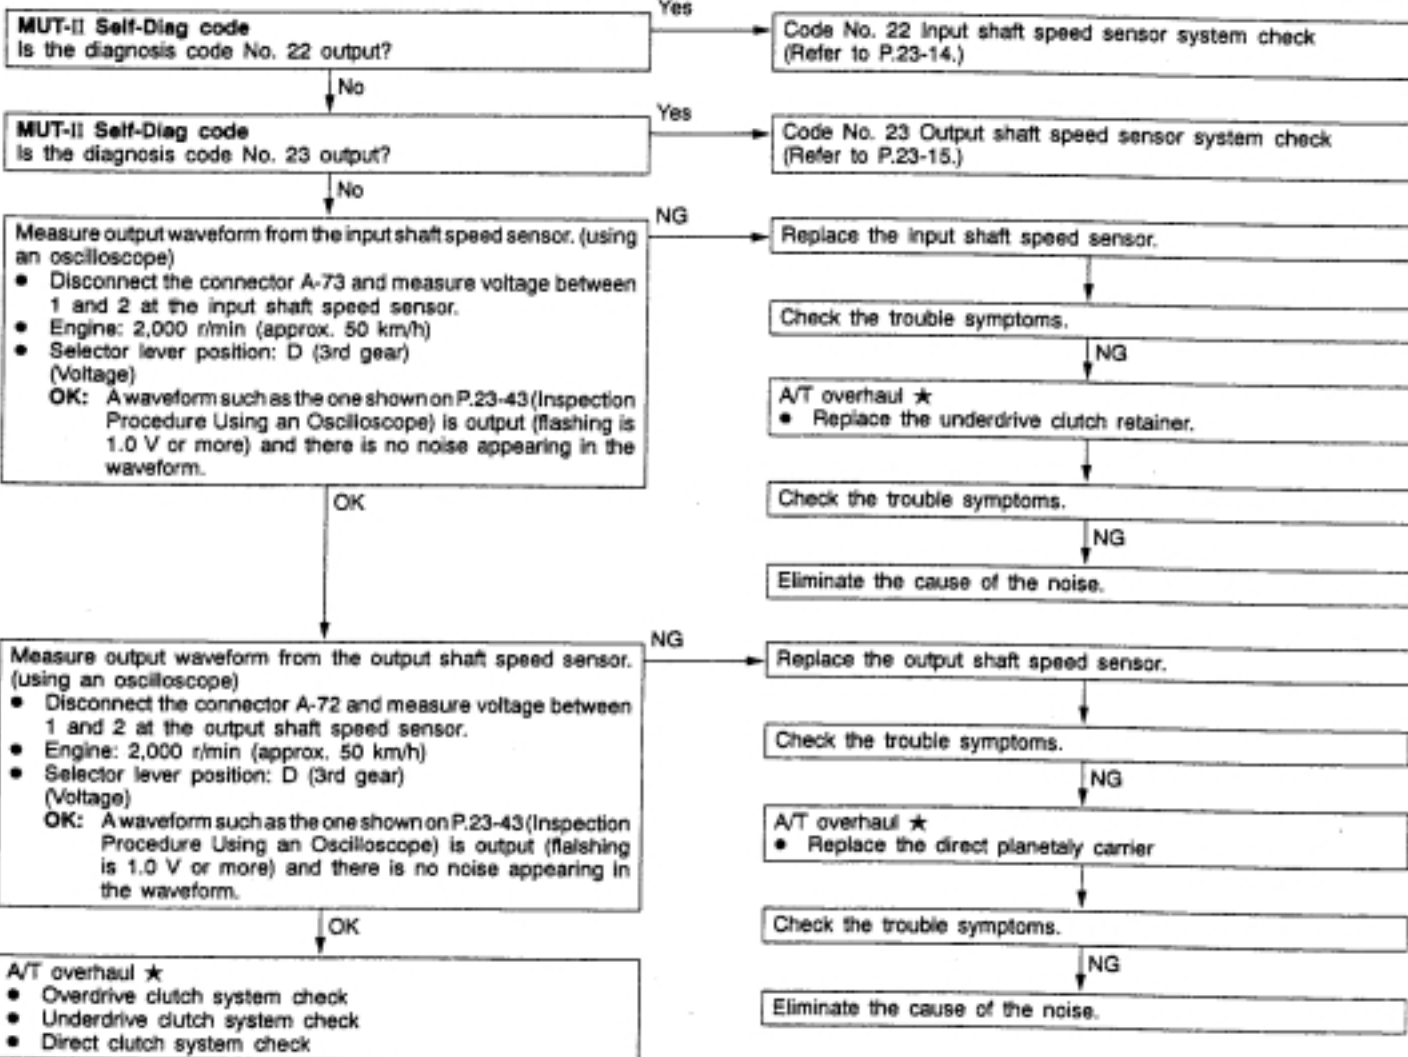 MUT-II Self-Diag code
Is the diagnosis code No. 22 output?
Yes
Code No. 22 Input shaft speed sensor system check
(Refer to P.23-14.)
No
MUT-II Self-Diag code
Is the diagnosis code No. 23 output?
Yes
Code No. 23 Output shaft speed sensor system check
(Refer to P.23-15.)
No
Measure output waveform from the input shaft speed sensor. (using
an oscilloscope)
● Disconnect the connector A-73 and measure voltage between
1 and 2 at the input shaft speed sensor.
● Engine: 2,000 r/min (approx. 50 km/h)
● Selector lever position: D (3rd gear)
(Voltage)
OK: A waveform such as the one shown on P.23-43 (Inspection
Procedure Using an Oscilloscope) is output (flashing is
1.0 V or more) and there is no noise appearing in the
waveform.
NG
Replace the input shaft speed sensor.
Check the trouble symptoms.
NG
A/T overhaul ★
● Replace the underdrive clutch retainer.
Check the trouble symptoms.
NG
Eliminate the cause of the noise.
OK
Measure output waveform from the output shaft speed sensor.
(using an oscilloscope)
● Disconnect the connector A-72 and measure voltage between
1 and 2 at the output shaft speed sensor.
● Engine: 2,000 r/min (approx. 50 km/h)
● Selector lever position: D (3rd gear)
(Voltage)
OK: A waveform such as the one shown on P.23-43 (Inspection
Procedure Using an Oscilloscope) is output (flalshing
is 1.0 V or more) and there is no noise appearing in
the waveform.
NG
Replace the output shaft speed sensor.
Check the trouble symptoms.
NG
A/T overhaul ★
● Replace the direct planetaly carrier
Check the trouble symptoms.
NG
Eliminate the cause of the noise.
OK
A/T overhaul ★
● Overdrive clutch system check
● Underdrive clutch system check
● Direct clutch system check